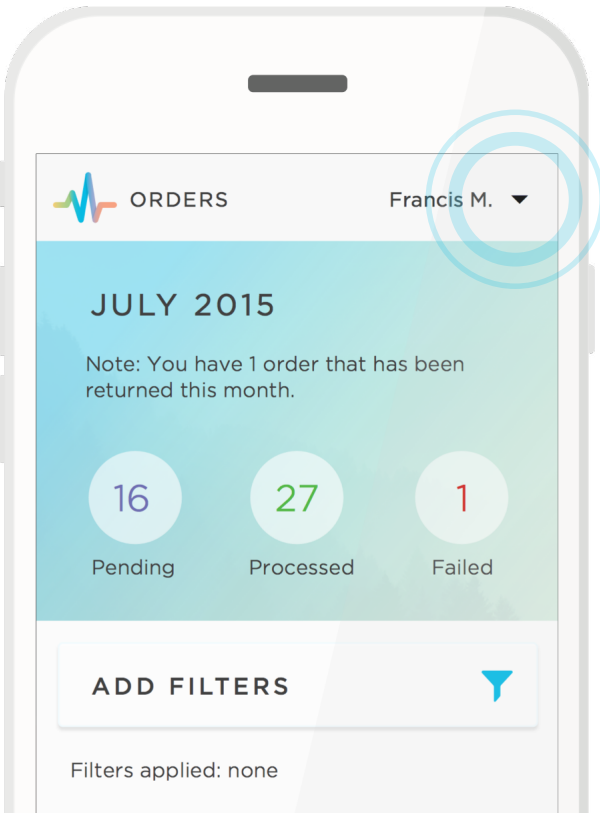 ORDERS
Francis M.
JULY 2015
Note: You have 1 order that has been
returned this month.
16
27
1
Pending
Processed
Failed
ADD FILTERS
Filters applied: none